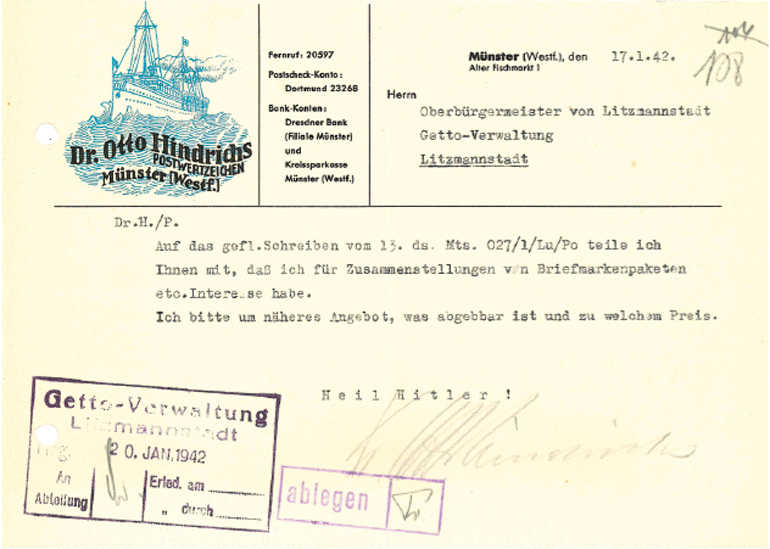 Dr. Otto Hindrichs
POSTWERTZEICHEN
Münster (Westf.)
Fernruf: 20597
Postscheck-Konto:
Dortmund 23268
Bank-Konten:
Dresdner Bank
(Filiale Münster)
und
Kreissparkasse
Münster (Westf.)
Münster (Westf.), den 17.1.42.
Alter Fischmarkt 1
108
Herrn
Oberbürgermeister von Litzmannstadt
Getto-Verwaltung
Litzmannstadt
Dr.H./P.
Auf das gefl.Schreiben vom 13. ds. Mts. 027/1/Lu/Po teile ich
Ihnen mit, daß ich für Zusammenstellungen von Briefmarkenpaketen
etc.Interesse habe.
Ich bitte um näheres Angebot, was abgebbar ist und zu welchem Preis.
Heil Hitler !
Getto-Verwaltung
Litzmannstadt
20. JAN. 1942
An
Abteilung
Erled. am
„ durch
ablegen